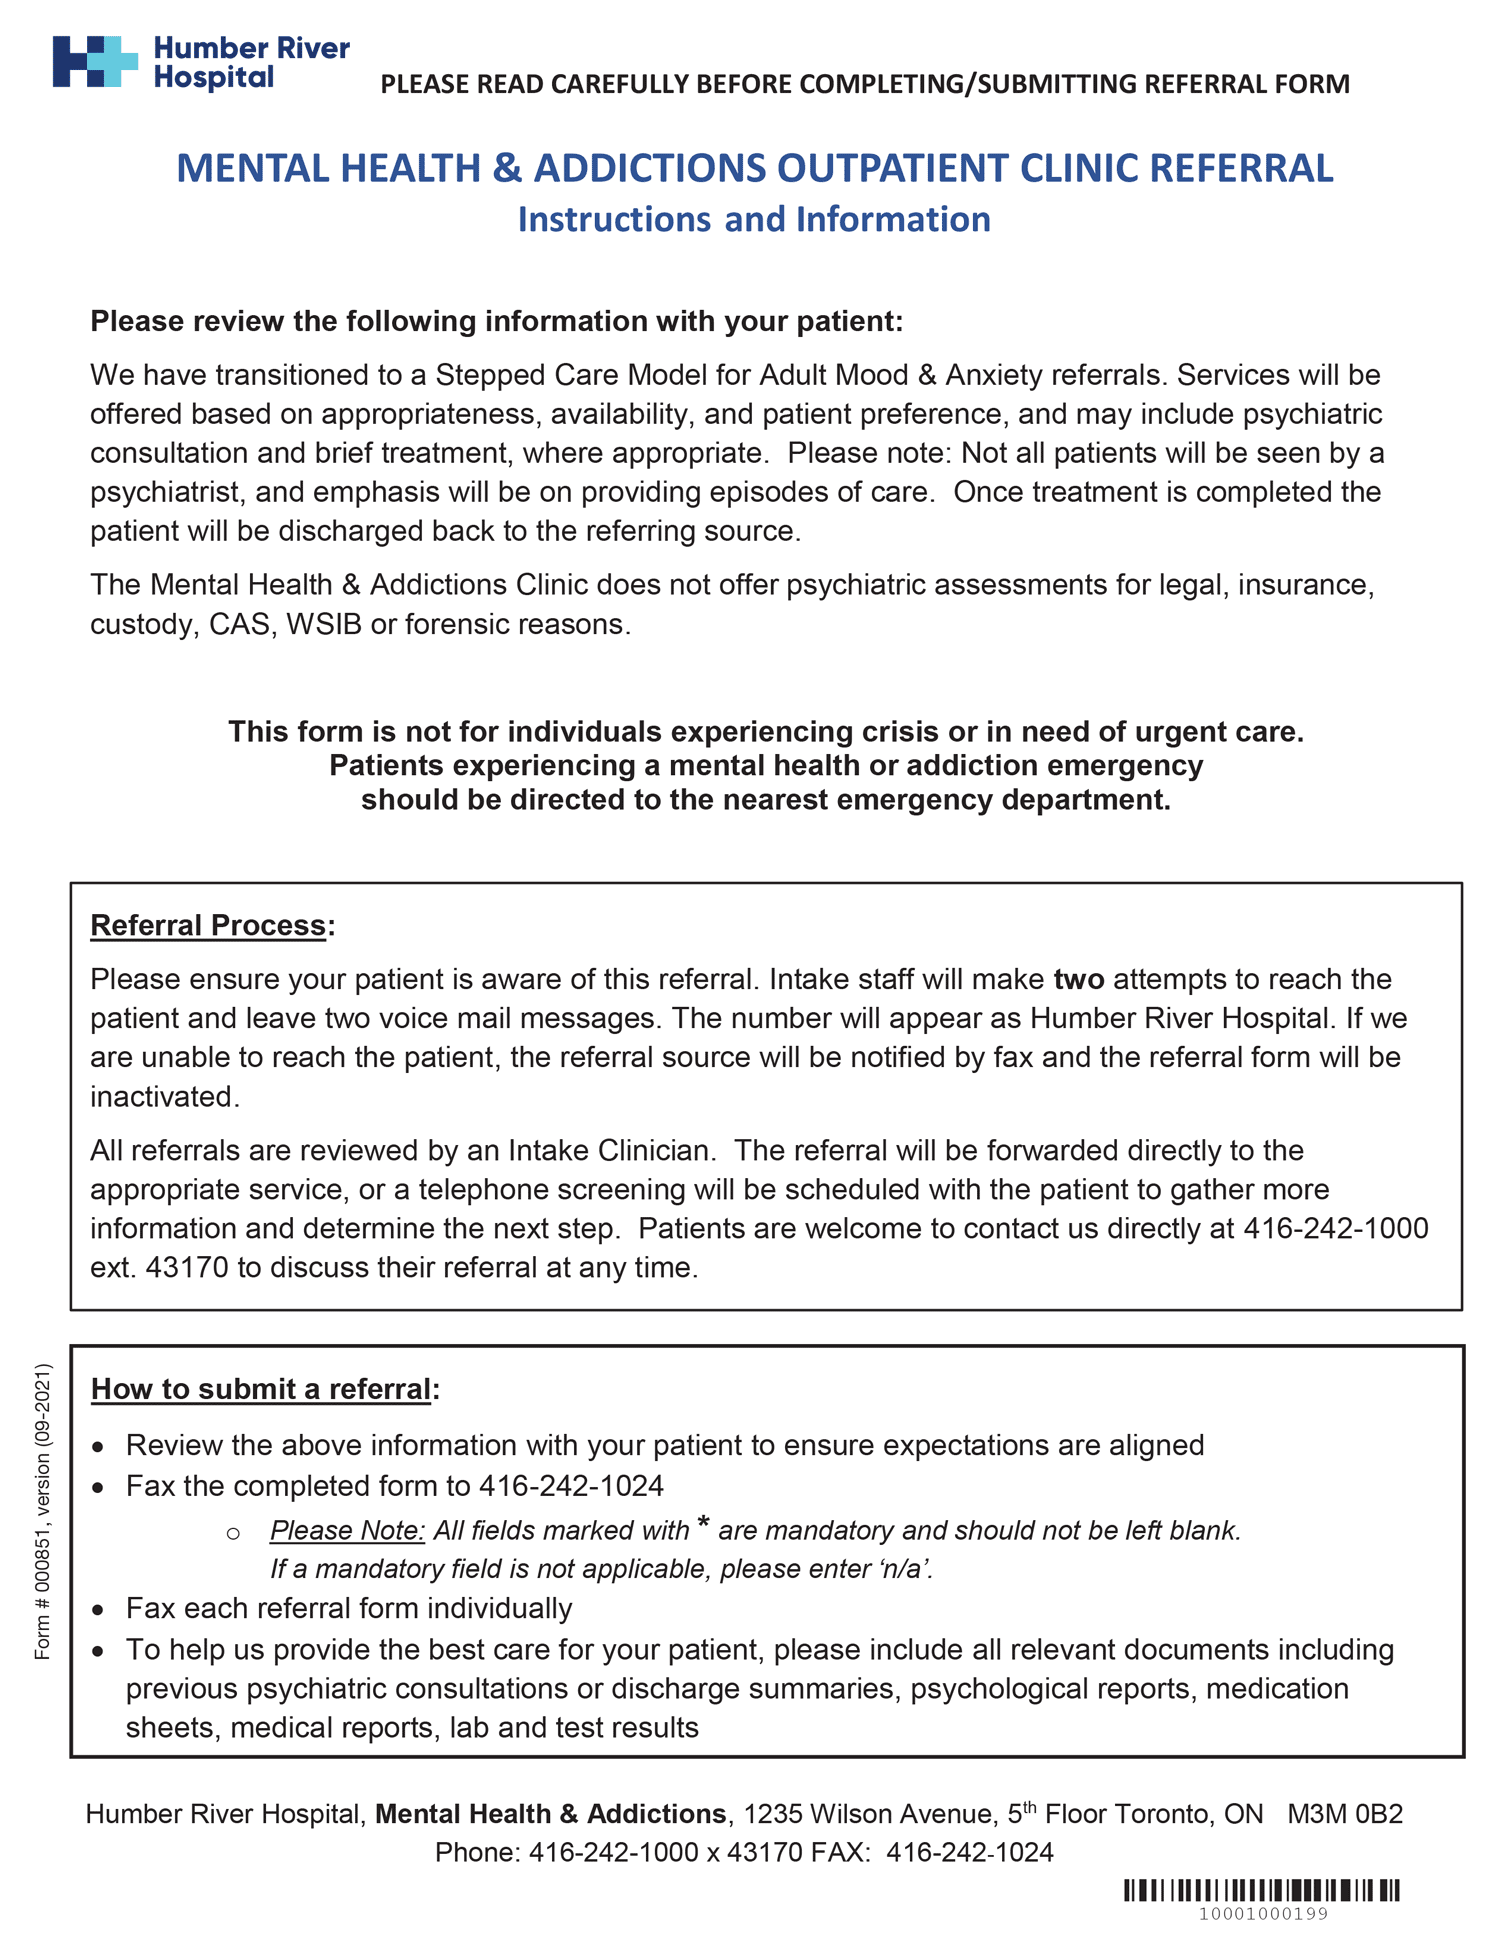 Humber River
Hospital
PLEASE READ CAREFULLY BEFORE COMPLETING/SUBMITTING REFERRAL FORM
MENTAL HEALTH & ADDICTIONS OUTPATIENT CLINIC REFERRAL
Instructions and Information
Please review the following information with your patient:
We have transitioned to a Stepped Care Model for Adult Mood & Anxiety referrals. Services will be
offered based on appropriateness, availability, and patient preference, and may include psychiatric
consultation and brief treatment, where appropriate.  Please note: Not all patients will be seen by a
psychiatrist, and emphasis will be on providing episodes of care.  Once treatment is completed the
patient will be discharged back to the referring source.
The Mental Health & Addictions Clinic does not offer psychiatric assessments for legal, insurance,
custody, CAS, WSIB or forensic reasons.
This form is not for individuals experiencing crisis or in need of urgent care.
Patients experiencing a mental health or addiction emergency
should be directed to the nearest emergency department.
Referral Process:
Please ensure your patient is aware of this referral. Intake staff will make two attempts to reach the
patient and leave two voice mail messages. The number will appear as Humber River Hospital. If we
are unable to reach the patient, the referral source will be notified by fax and the referral form will be
inactivated.
All referrals are reviewed by an Intake Clinician.  The referral will be forwarded directly to the
appropriate service, or a telephone screening will be scheduled with the patient to gather more
information and determine the next step.  Patients are welcome to contact us directly at 416-242-1000
ext. 43170 to discuss their referral at any time.
How to submit a referral:
• Review the above information with your patient to ensure expectations are aligned
• Fax the completed form to 416-242-1024
o Please Note: All fields marked with * are mandatory and should not be left blank.
If a mandatory field is not applicable, please enter ‘n/a’.
• Fax each referral form individually
• To help us provide the best care for your patient, please include all relevant documents including
previous psychiatric consultations or discharge summaries, psychological reports, medication
sheets, medical reports, lab and test results
Form # 000851, version (09-2021)
Humber River Hospital, Mental Health & Addictions, 1235 Wilson Avenue, 5th Floor Toronto, ON   M3M 0B2
Phone: 416-242-1000 x 43170 FAX:  416-242-1024
10001000199